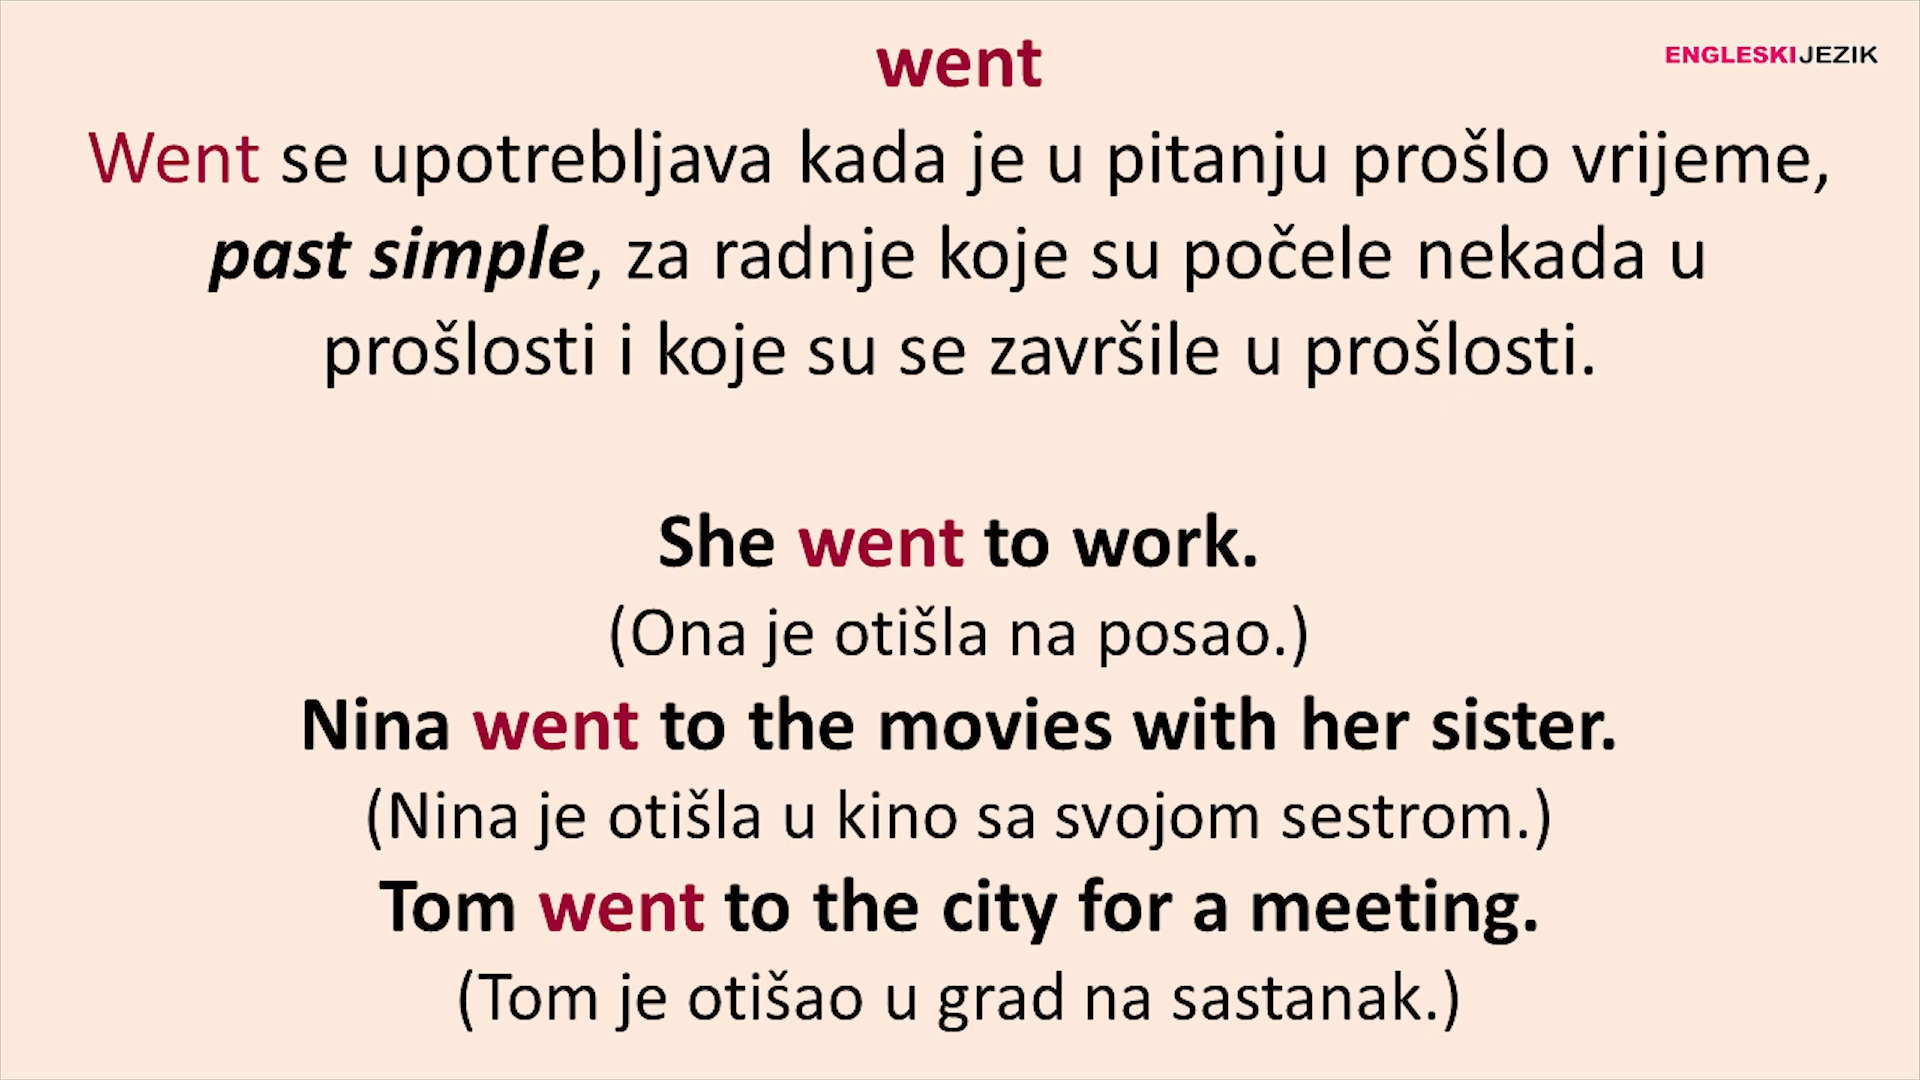 went
ENGLESKIJEZIK
Went se upotrebljava kada je u pitanju prošlo vrijeme,
past simple, za radnje koje su počele nekada u
prošlosti i koje su se završile u prošlosti.
She went to work.
(Ona je otišla na posao.)
Nina went to the movies with her sister.
(Nina je otišla u kino sa svojom sestrom.)
Tom went to the city for a meeting.
(Tom je otišao u grad na sastanak.)